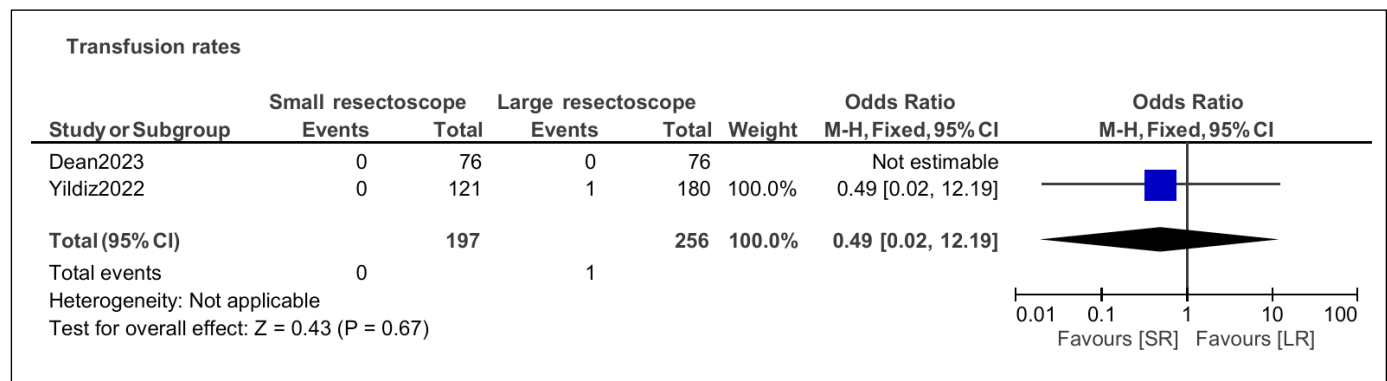 Transfusion rates
Small resectoscope Large resectoscope Odds Ratio Odds Ratio
Study or Subgroup Events Total Events Total Weight M-H, Fixed, 95% CI M-H, Fixed, 95% CI
Dean2023 0 76 0 76 Not estimable
Yildiz2022 0 121 1 180 100.0% 0.49 [0.02, 12.19]
Total (95% CI) 197 256 100.0% 0.49 [0.02, 12.19]
Total events 0 1
Heterogeneity: Not applicable
Test for overall effect: Z = 0.43 (P = 0.67)
0.01 0.1 1 10 100
Favours [SR] Favours [LR]